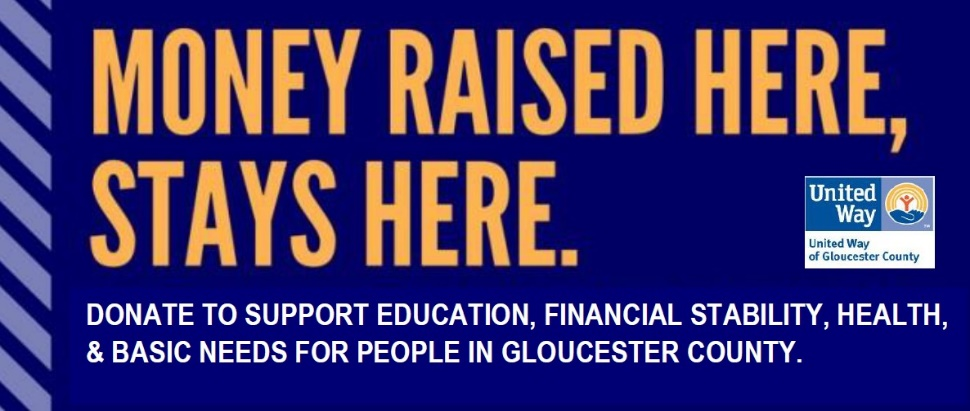 MONEY RAISED HERE,
STAYS HERE.
United
Way
United Way
of Gloucester County
DONATE TO SUPPORT EDUCATION, FINANCIAL STABILITY, HEALTH,
& BASIC NEEDS FOR PEOPLE IN GLOUCESTER COUNTY.